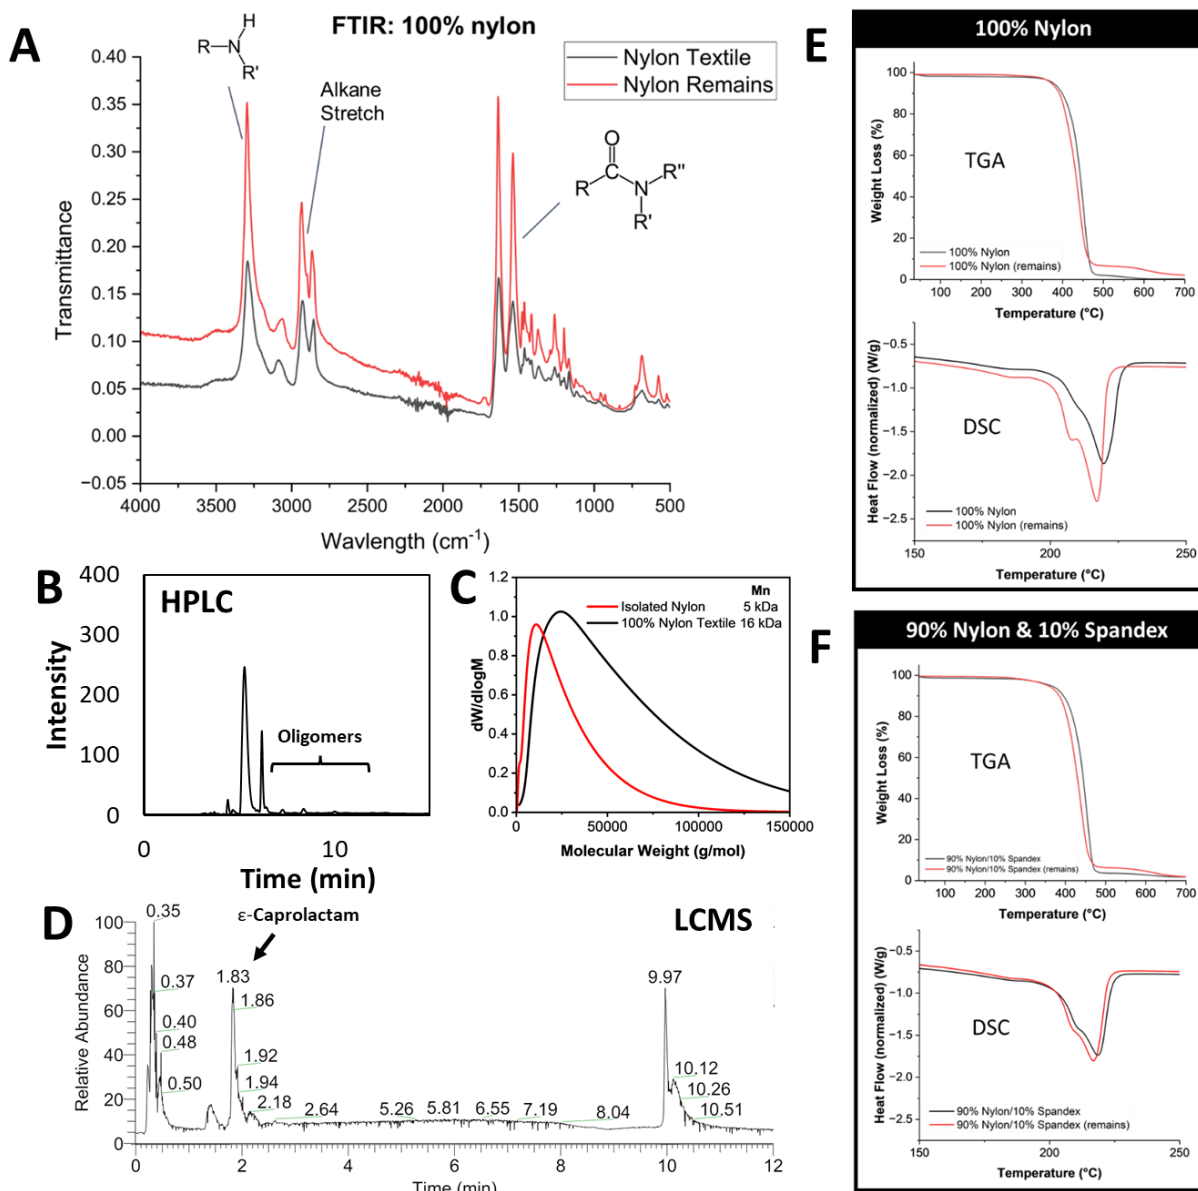 A
FTIR: 100% nylon
H
R N
R'
Alkane
Stretch
Nylon Textile
Nylon Remains
O
C
R N R"
R'
Transmittance
0.40
0.35
0.30
0.25
0.20
0.15
0.10
0.05
0.00
−0.05
4000 3500 3000 2500 2000 1500 1000 500
Wavlength (cm-1)
B
HPLC
Intensity
400
300
200
100
0
Oligomers
0 10
Time (min)
C
Mn
Isolated Nylon 5 kDa
100% Nylon Textile 16 kDa
dW/dlogM
1.2
1.0
0.8
0.6
0.4
0.2
0.0
0 50000 100000 150000
Molecular Weight (g/mol)
D
ε-Caprolactam
LCMS
Relative Abundance
100
80
60
40
20
0
0.35
0.37
0.40
0.48
0.50
1.83
1.86
1.92
1.94
2.18
2.64
5.26
5.81
6.55
7.19
8.04
9.97
10.12
10.26
10.51
0 2 4 6 8 10 12
Time (min)
E
100% Nylon
Weight Loss (%)
100
80
60
40
20
0
TGA
100% Nylon
100% Nylon (remains)
100 200 300 400 500 600 700
Temperature (°C)
Heat Flow (normalized) (W/g)
−0.5
−1.0
−1.5
−2.0
−2.5
DSC
100% Nylon
100% Nylon (remains)
150 200 250
Temperature (°C)
F
90% Nylon & 10% Spandex
Weight Loss (%)
100
80
60
40
20
0
TGA
90% Nylon/10% Spandex
90% Nylon/10% Spandex (remains)
100 200 300 400 500 600 700
Temperature (°C)
Heat Flow (normalized) (W/g)
−0.5
−1.0
−1.5
−2.0
−2.5
DSC
90% Nylon/10% Spandex
90% Nylon/10% Spandex (remains)
150 200 250
Temperature (°C)